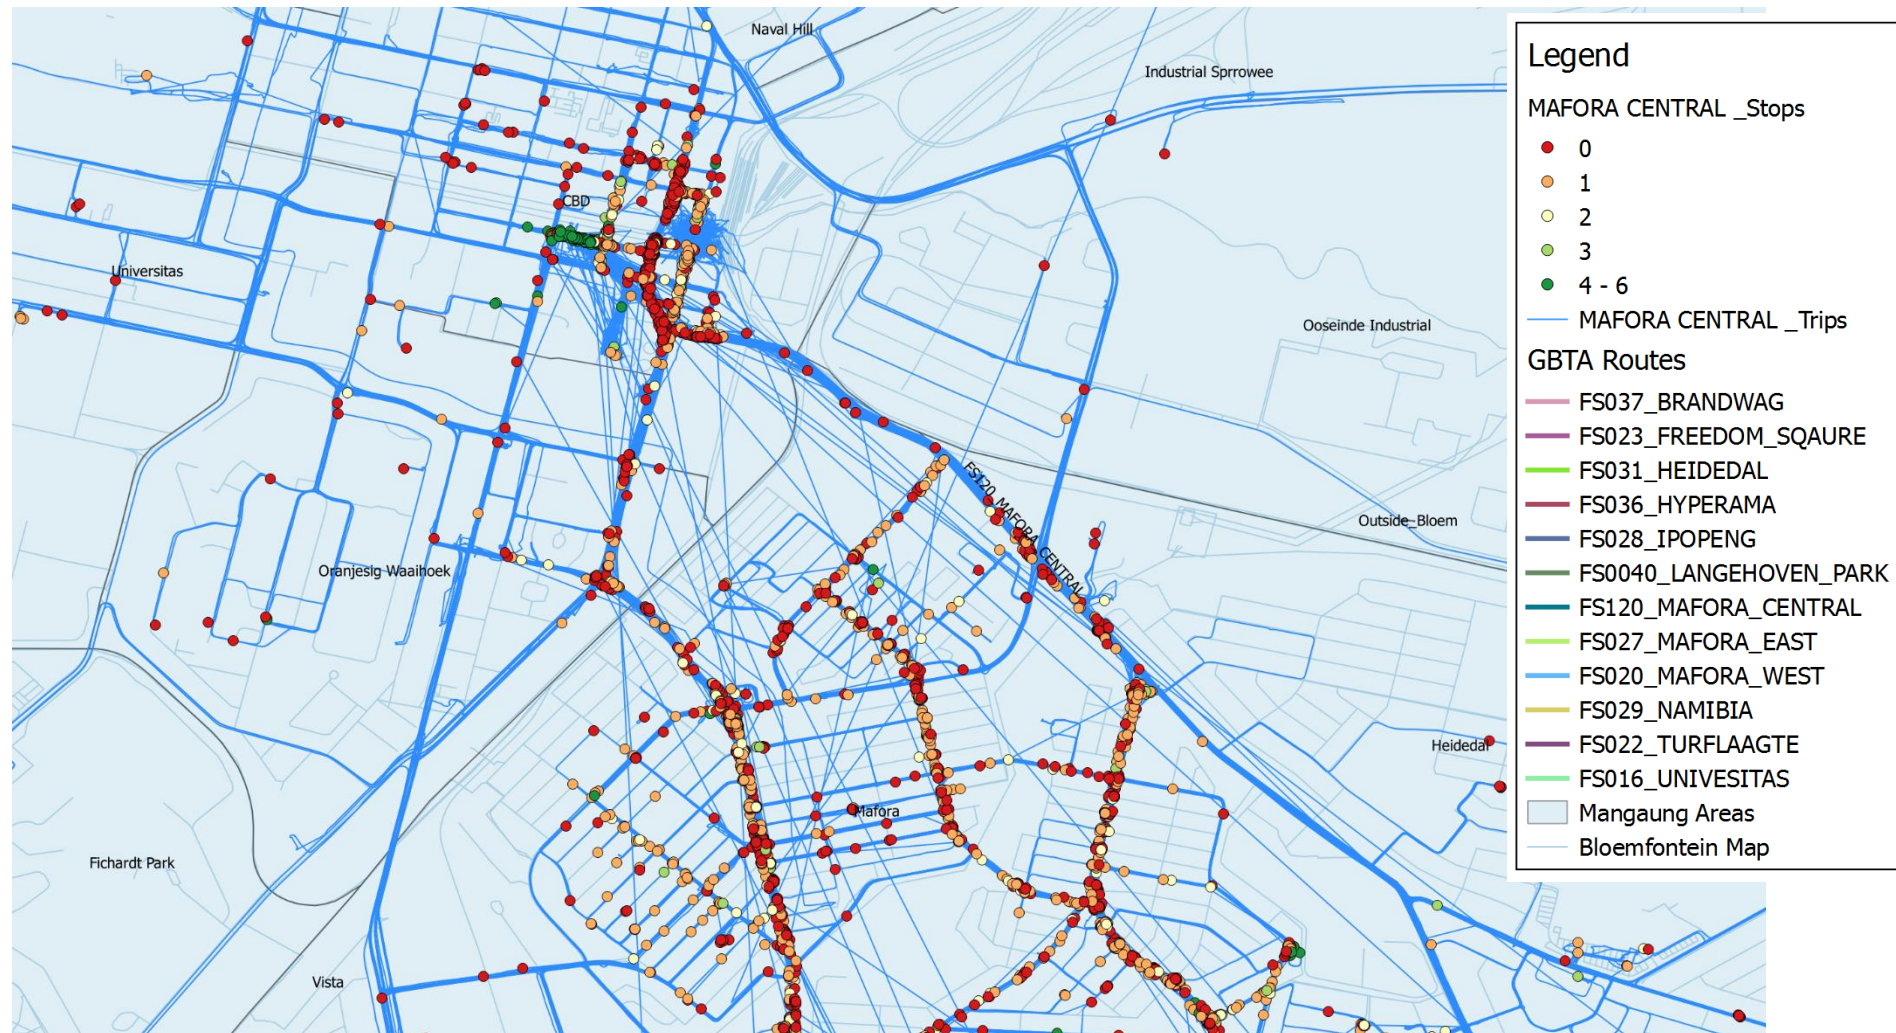 Naval Hill
Industrial Sprrowee
CBD
Universitas
Ooseinde Industrial
FS120_MAFORA CENTRAL
Outside_Bloem
Oranjesig Waaihoek
Heidedal
Mafora
Fichardt Park
Vista
Legend
MAFORA CENTRAL _Stops
0
1
2
3
4 - 6
MAFORA CENTRAL _Trips
GBTA Routes
FS037_BRANDWAG
FS023_FREEDOM_SQAURE
FS031_HEIDEDAL
FS036_HYPERAMA
FS028_IPOPENG
FS0040_LANGEHOVEN_PARK
FS120_MAFORA_CENTRAL
FS027_MAFORA_EAST
FS020_MAFORA_WEST
FS029_NAMIBIA
FS022_TURFLAAGTE
FS016_UNIVESITAS
Mangaung Areas
Bloemfontein Map